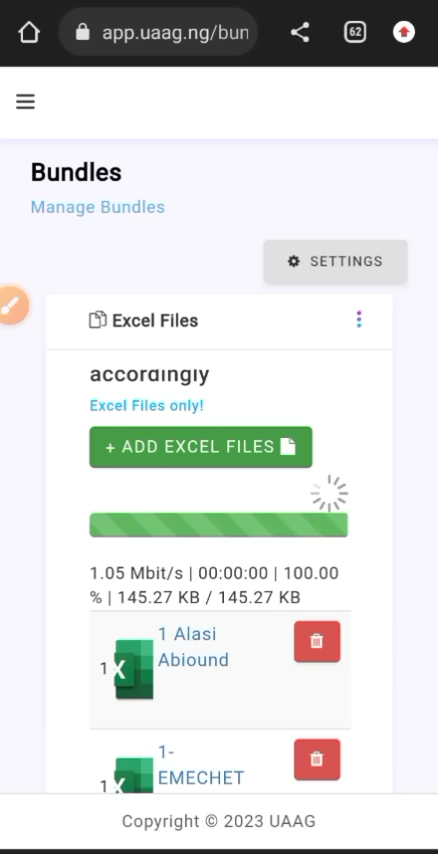 app.uaag.ng/bun
62
Bundles
Manage Bundles
SETTINGS
Excel Files
accordingly
Excel Files only!
+ ADD EXCEL FILES
1.05 Mbit/s | 00:00:00 | 100.00
% | 145.27 KB / 145.27 KB
1 X 1 Alasi
Abiound
1 X 1-
EMECHET
Copyright © 2023 UAAG